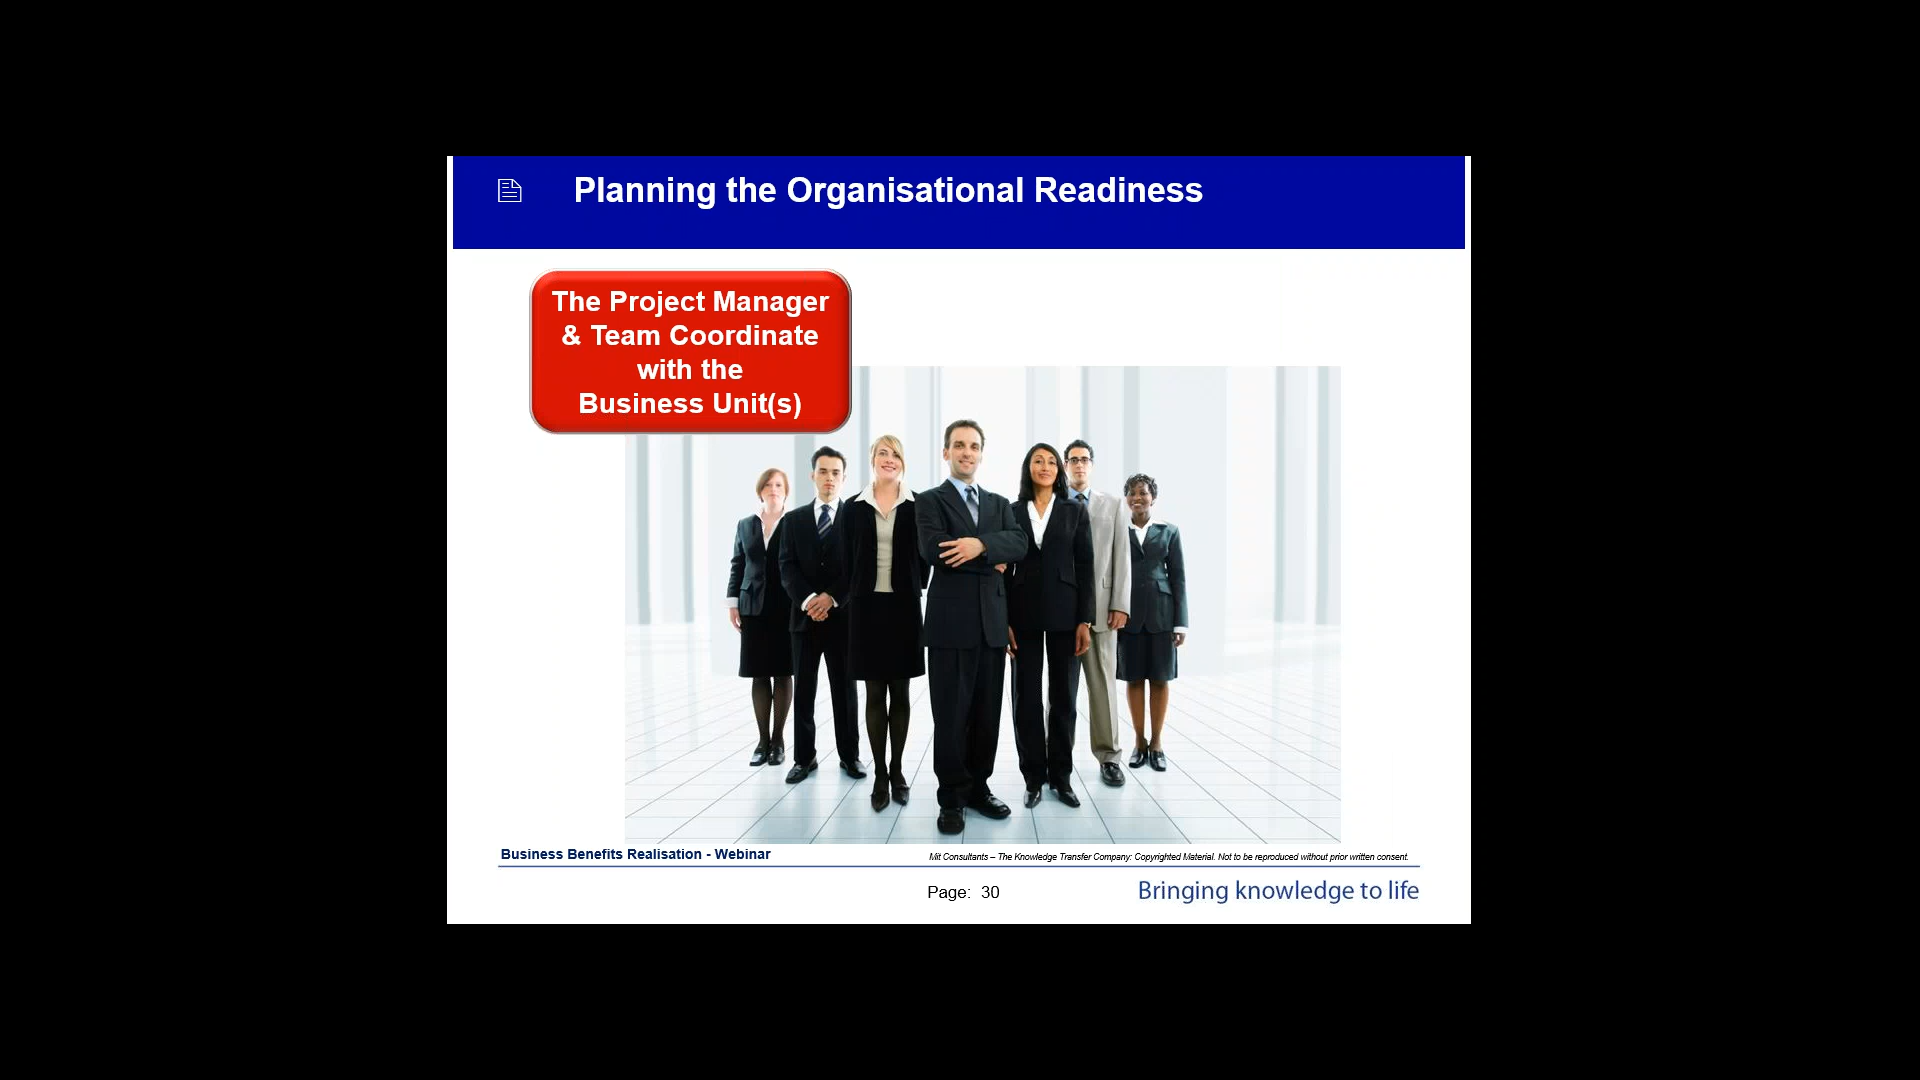 Planning the Organisational Readiness
The Project Manager
& Team Coordinate
with the
Business Unit(s)
Business Benefits Realisation - Webinar
Mit Consultants – The Knowledge Transfer Company: Copyrighted Material. Not to be reproduced without prior written consent.
Page: 30
Bringing knowledge to life